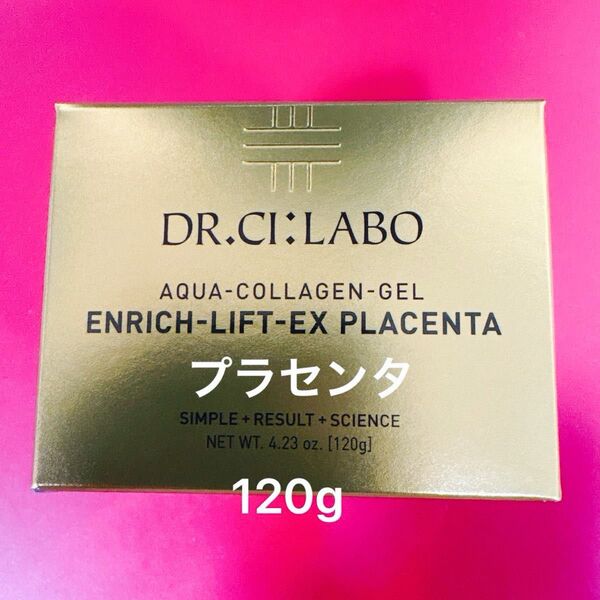 DR.CI:LABO
AQUA-COLLAGEN-GEL
ENRICH-LIFT-EX PLACENTA
プラセンタ
SIMPLE+RESULT+SCIENCE
NET WT. 4.23 oz. [120g]
120g